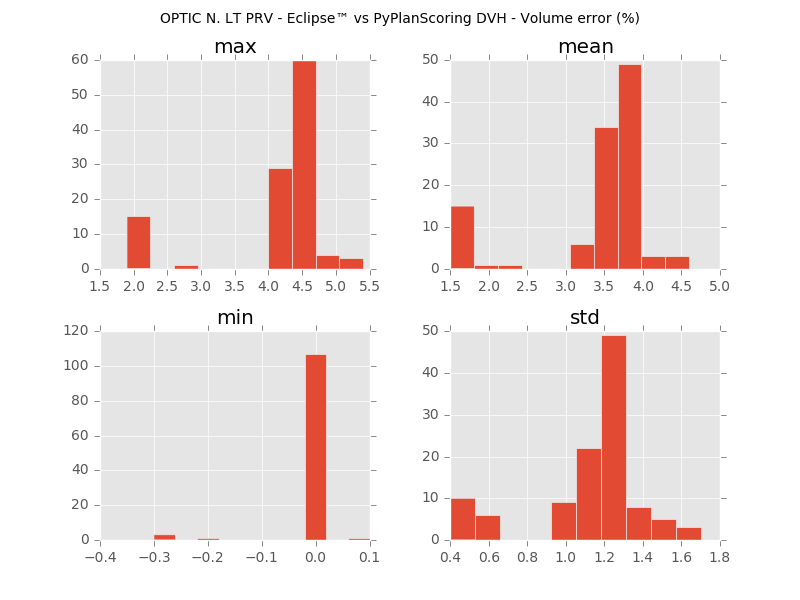 OPTIC N. LT PRV - Eclipse™ vs PyPlanScoring DVH - Volume error (%)
max
mean
60
50
40
30
20
10
0
1.5 2.0 2.5 3.0 3.5 4.0 4.5 5.0 5.5
50
40
30
20
10
0
1.5 2.0 2.5 3.0 3.5 4.0 4.5 5.0
min
std
120
100
80
60
40
20
0
−0.4 −0.3 −0.2 −0.1 0.0 0.1
50
40
30
20
10
0
0.4 0.6 0.8 1.0 1.2 1.4 1.6 1.8